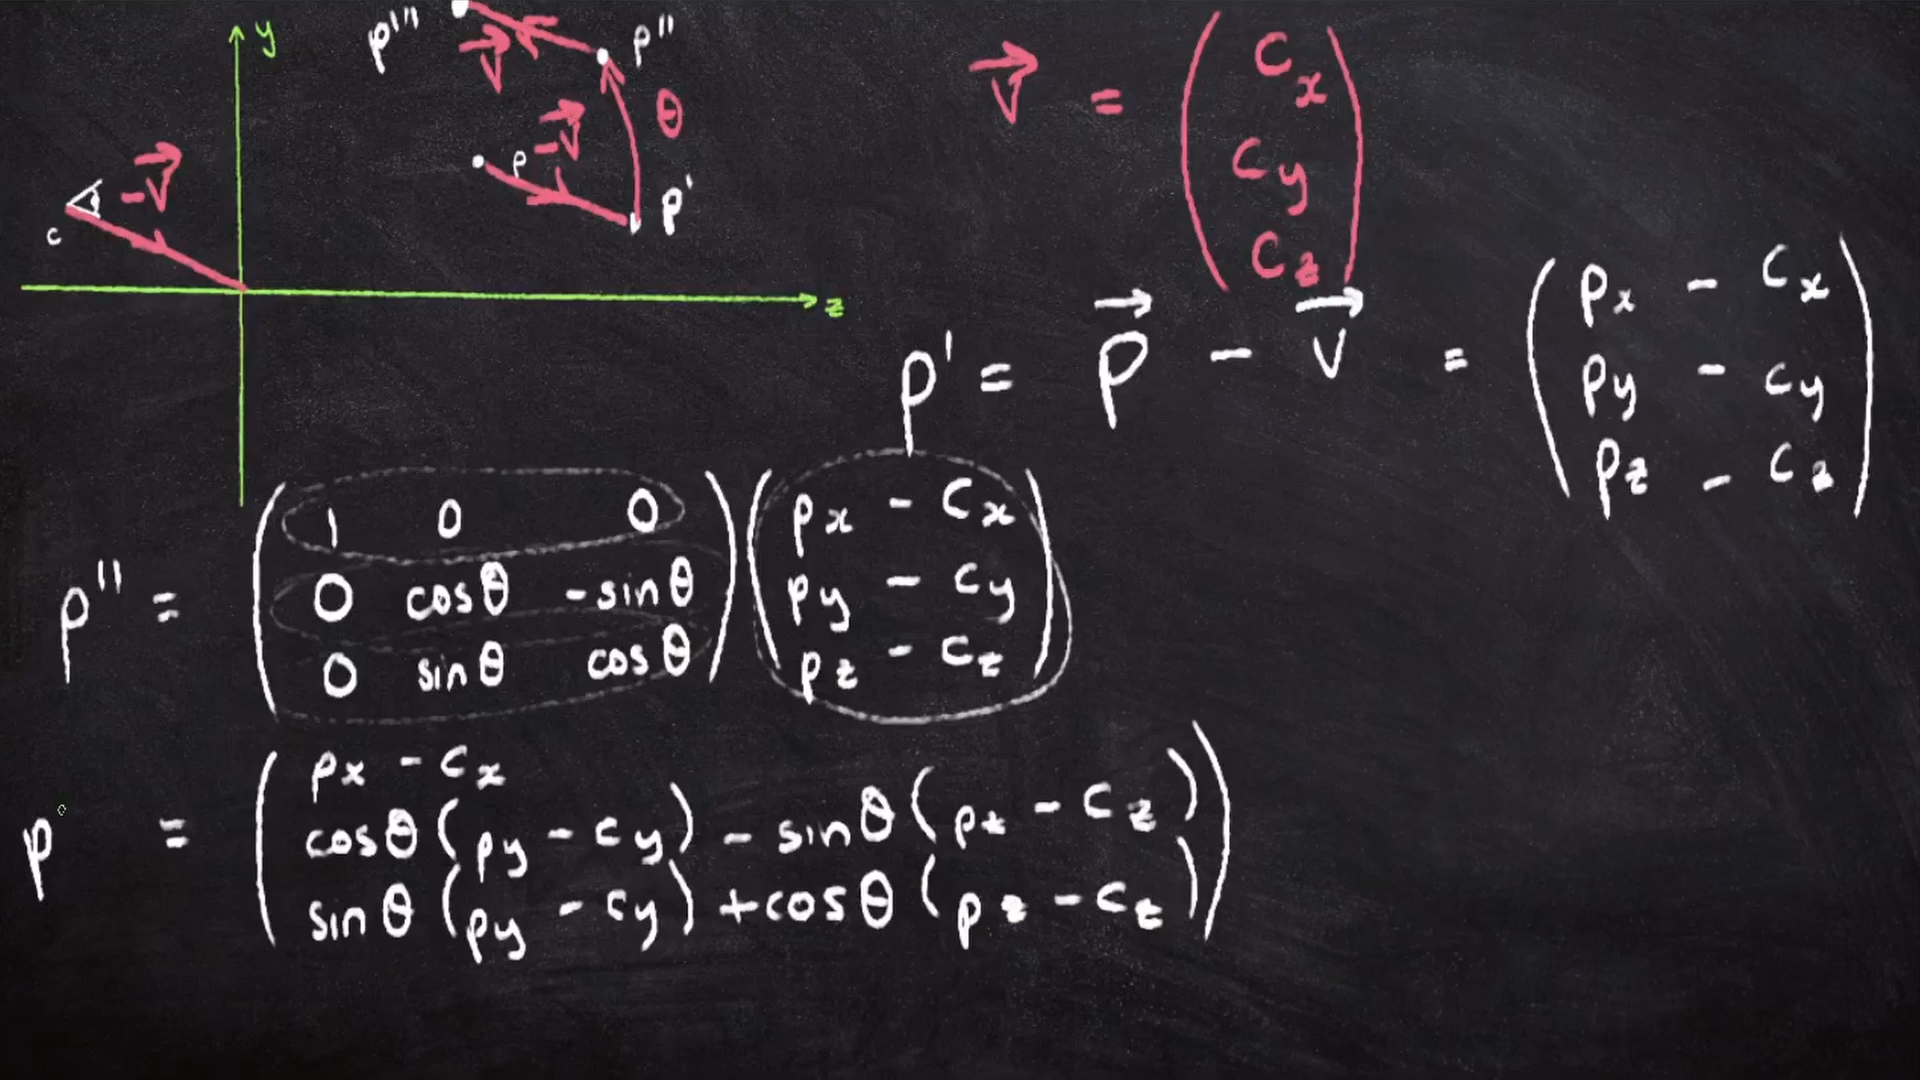 y
p'''
v
p''
θ
-v
p
-v
p'
c
z
v = ( Cx
Cy
Cz )
p' = p - v = ( px - Cx
py - cy
pz - Cz )
p'' = ( 1 0 0
0 cosθ -sinθ
0 sinθ cosθ ) ( px - Cx
py - cy
pz - Cz )
p = ( px - Cx
cosθ (py - cy) - sinθ (pz - Cz)
sinθ (py - cy) + cosθ (pz - Cz) )